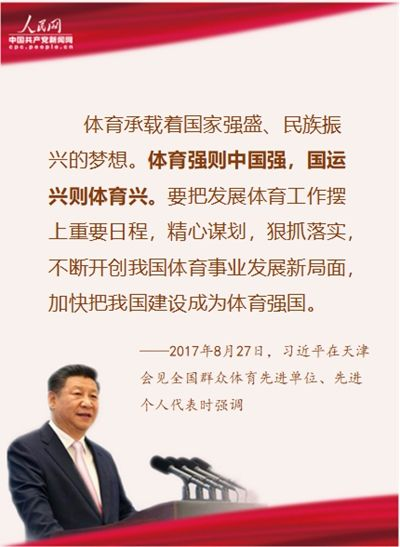 人民网
中国共产党新闻网
cpc.people.cn
体育承载着国家强盛、民族振
兴的梦想。体育强则中国强，国运
兴则体育兴。要把发展体育工作摆
上重要日程，精心谋划，狠抓落实，
不断开创我国体育事业发展新局面，
加快把我国建设成为体育强国。
——2017年8月27日，习近平在天津
会见全国群众体育先进单位、先进
个人代表时强调